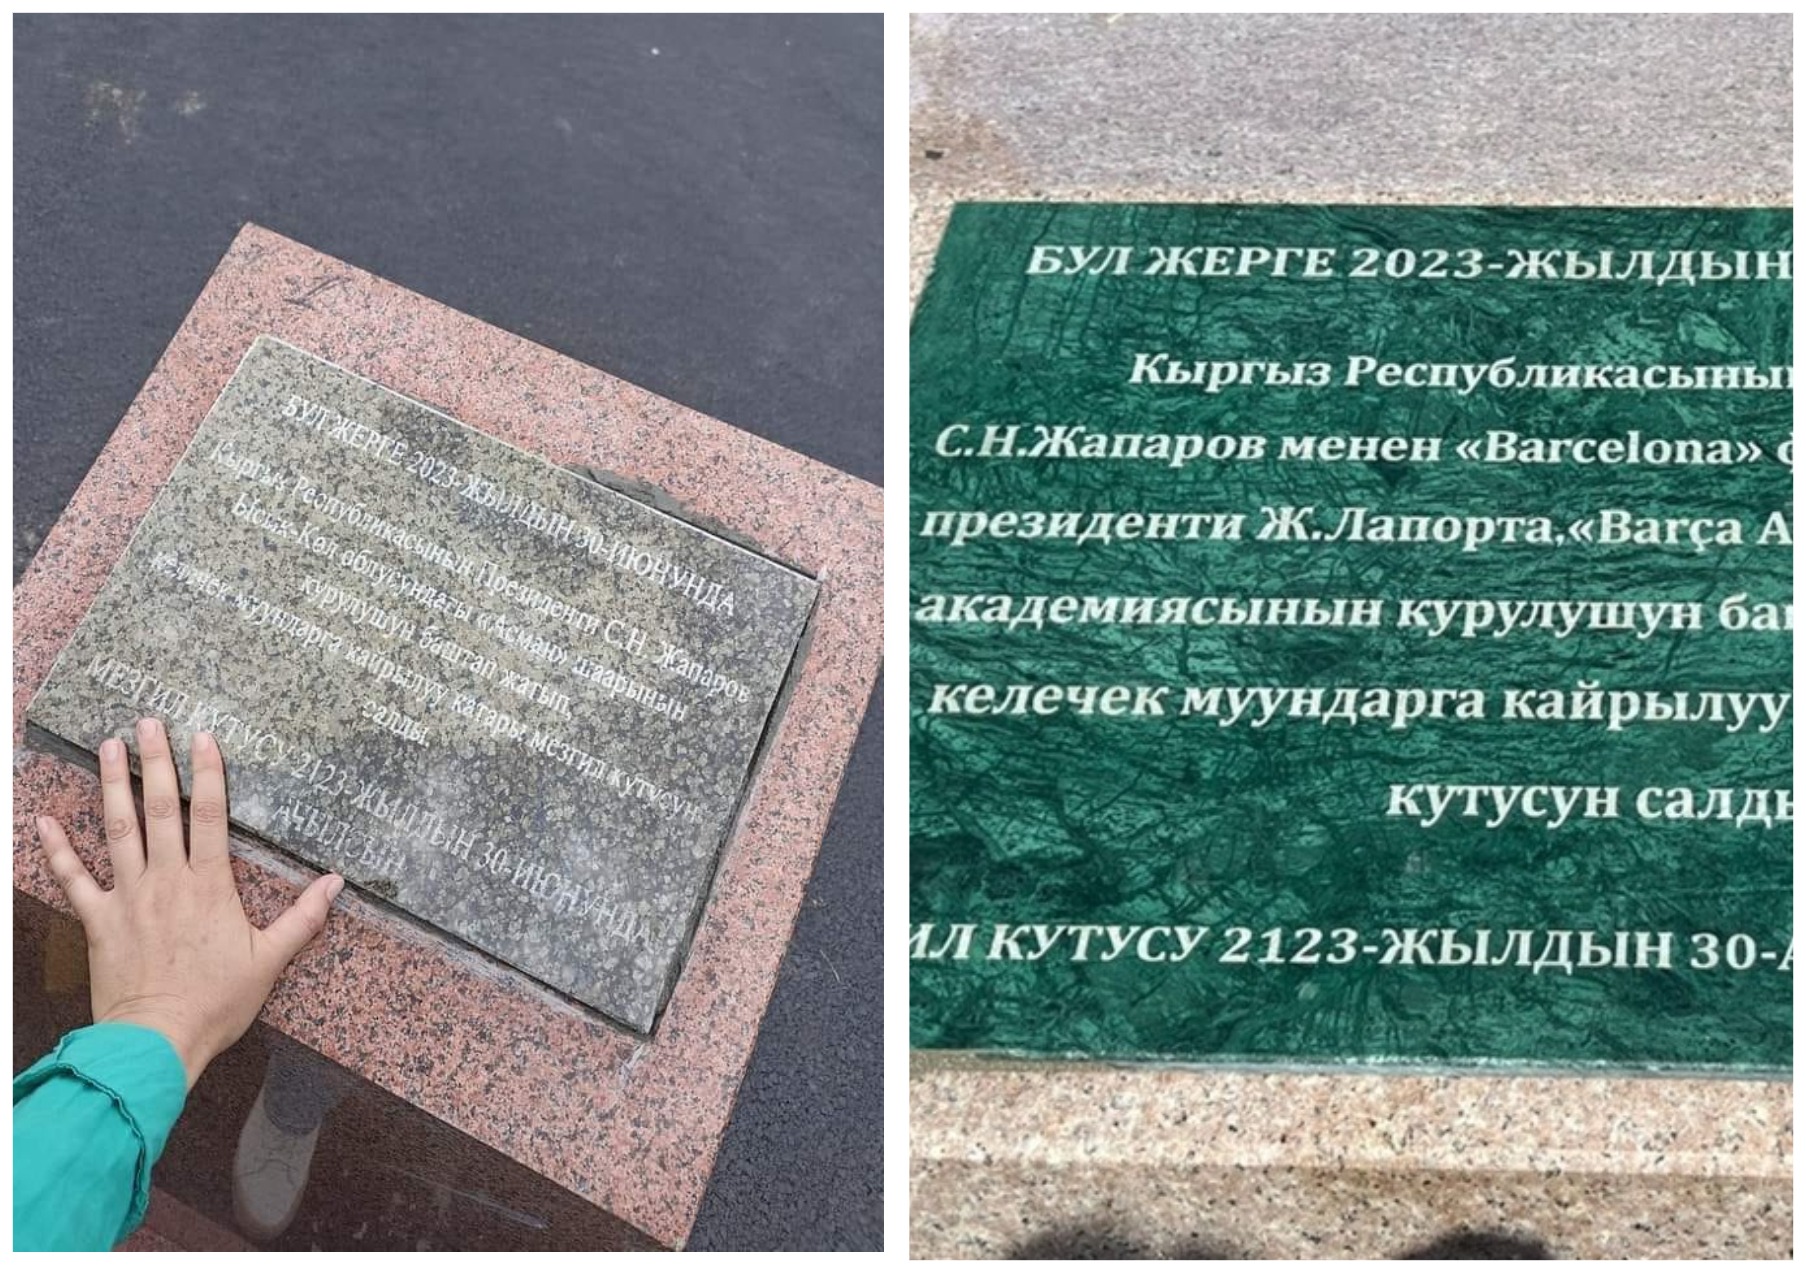 БУЛ ЖЕРГЕ 2023-ЖЫЛДЫН 30-ИЮНУНДА
Кыргыз Республикасынын Президенти С.Н. Жапаров
Ысык-Көл облусундагы «Асман» шаарынын
курулушун баштап жатып,
келечек муундарга кайрылуу катары мезгил кутусун
салды.
МЕЗГИЛ КУТУСУ 2123-ЖЫЛДЫН 30-ИЮНУНДА
АЧЫЛСЫН
БУЛ ЖЕРГЕ 2023-ЖЫЛДЫН
Кыргыз Республикасынын
С.Н.Жапаров менен «Barcelona» ф
президенти Ж.Лапорта,«Barça А
академиясынын курулушун ба
келечек муундарга кайрылуу
кутусун салды
ИЛ КУТУСУ 2123-ЖЫЛДЫН 30-А